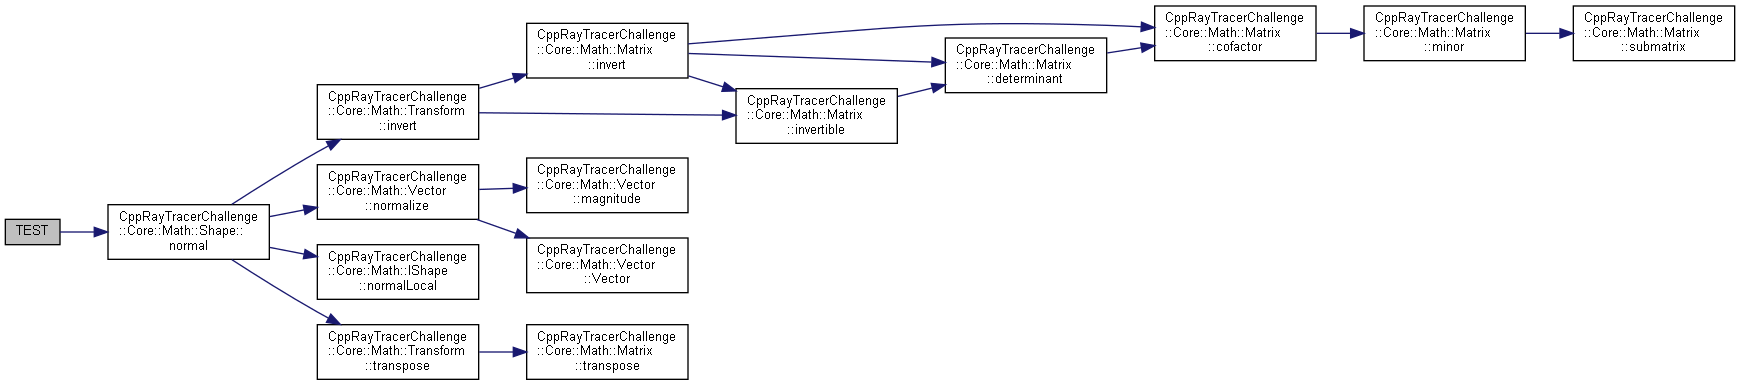 TEST
CppRayTracerChallenge
::Core::Math::Shape::
normal
CppRayTracerChallenge
::Core::Math::Transform
::invert
CppRayTracerChallenge
::Core::Math::Vector
::normalize
CppRayTracerChallenge
::Core::Math::IShape
::normalLocal
CppRayTracerChallenge
::Core::Math::Transform
::transpose
CppRayTracerChallenge
::Core::Math::Matrix
::invert
CppRayTracerChallenge
::Core::Math::Vector
::magnitude
CppRayTracerChallenge
::Core::Math::Vector
::Vector
CppRayTracerChallenge
::Core::Math::Matrix
::transpose
CppRayTracerChallenge
::Core::Math::Matrix
::invertible
CppRayTracerChallenge
::Core::Math::Matrix
::determinant
CppRayTracerChallenge
::Core::Math::Matrix
::cofactor
CppRayTracerChallenge
::Core::Math::Matrix
::minor
CppRayTracerChallenge
::Core::Math::Matrix
::submatrix